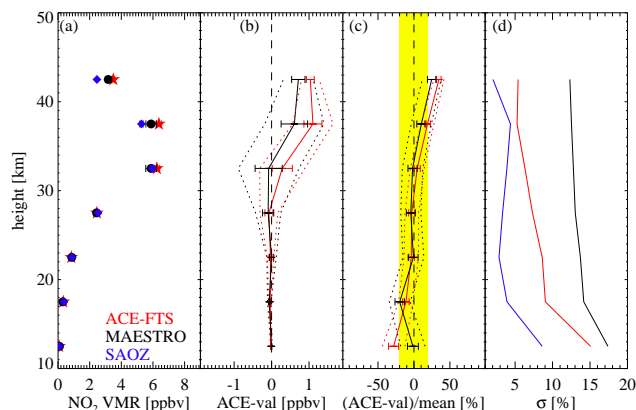 (a) (b) (c) (d)
50
40
30
20
10
height [km]
ACE-FTS
MAESTRO
SAOZ
0 2 4 6 8
-1 0 1
-50 0 50
5 10 15 20
NO₂ VMR [ppbv] ACE-val [ppbv] (ACE-val)/mean [%] σ [%]